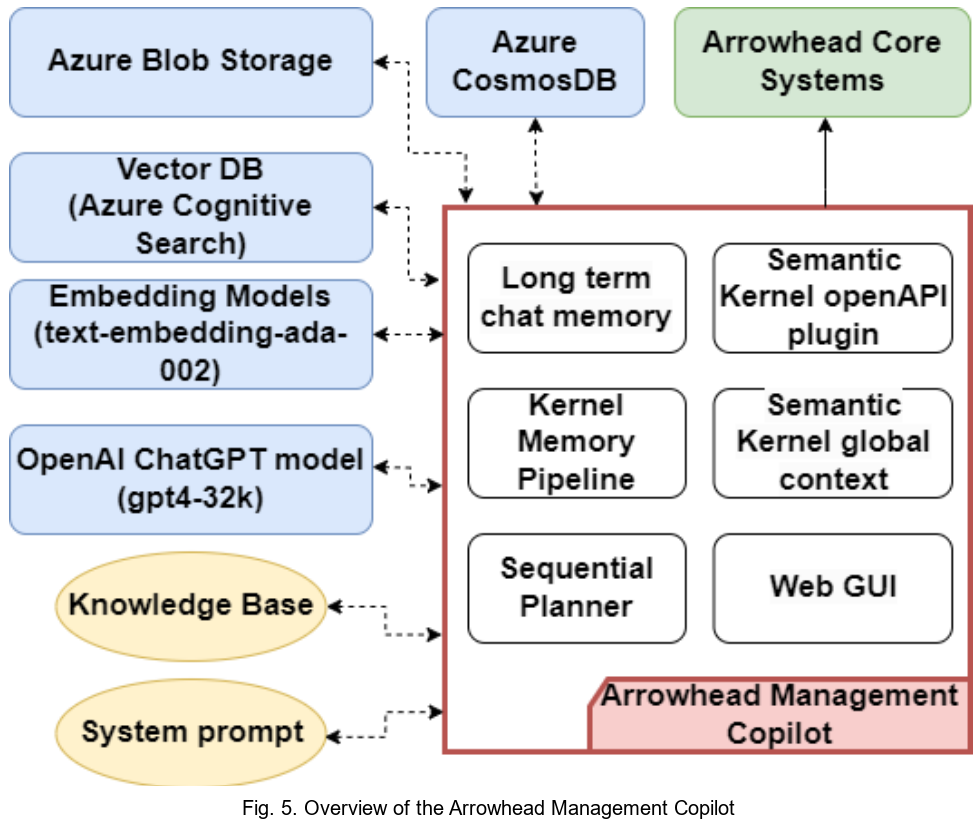 Azure Blob Storage
Azure
CosmosDB
Arrowhead Core
Systems
Vector DB
(Azure Cognitive
Search)
Embedding Models
(text-embedding-ada-
002)
OpenAI ChatGPT model
(gpt4-32k)
Knowledge Base
System prompt
Long term
chat memory
Semantic
Kernel openAPI
plugin
Kernel
Memory
Pipeline
Semantic
Kernel global
context
Sequential
Planner
Web GUI
Arrowhead Management
Copilot
Fig. 5. Overview of the Arrowhead Management Copilot